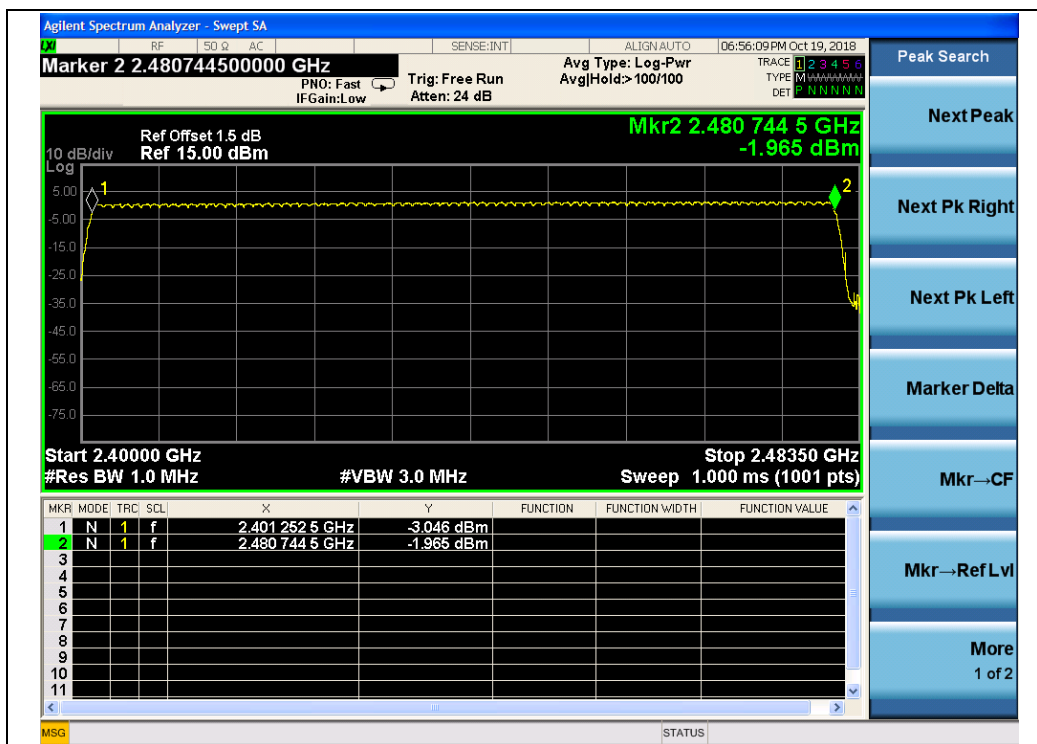 Agilent Spectrum Analyzer - Swept SA
LXI RF 50 Ω AC SENSE:INT ALIGN AUTO 06:56:09 PM Oct 19, 2018
Marker 2 2.480744500000 GHz
PNO: Fast
IFGain:Low
Trig: Free Run
Atten: 24 dB
Avg Type: Log-Pwr
Avg|Hold:>100/100
TRACE 1 2 3 4 5 6
TYPE M
DET P N N N N N
Ref Offset 1.5 dB
Ref 15.00 dBm
10 dB/div
Log
Mkr2 2.480 744 5 GHz
-1.965 dBm
1
2
5.00
-5.00
-15.0
-25.0
-35.0
-45.0
-55.0
-65.0
-75.0
Start 2.40000 GHz Stop 2.48350 GHz
#Res BW 1.0 MHz #VBW 3.0 MHz Sweep 1.000 ms (1001 pts)
MKR MODE TRC SCL X Y FUNCTION FUNCTION WIDTH FUNCTION VALUE
1 N 1 f 2.401 252 5 GHz -3.046 dBm
2 N 1 f 2.480 744 5 GHz -1.965 dBm
3
4
5
6
7
8
9
10
11
MSG STATUS
Peak Search
Next Peak
Next Pk Right
Next Pk Left
Marker Delta
Mkr→CF
Mkr→Ref Lvl
More
1 of 2